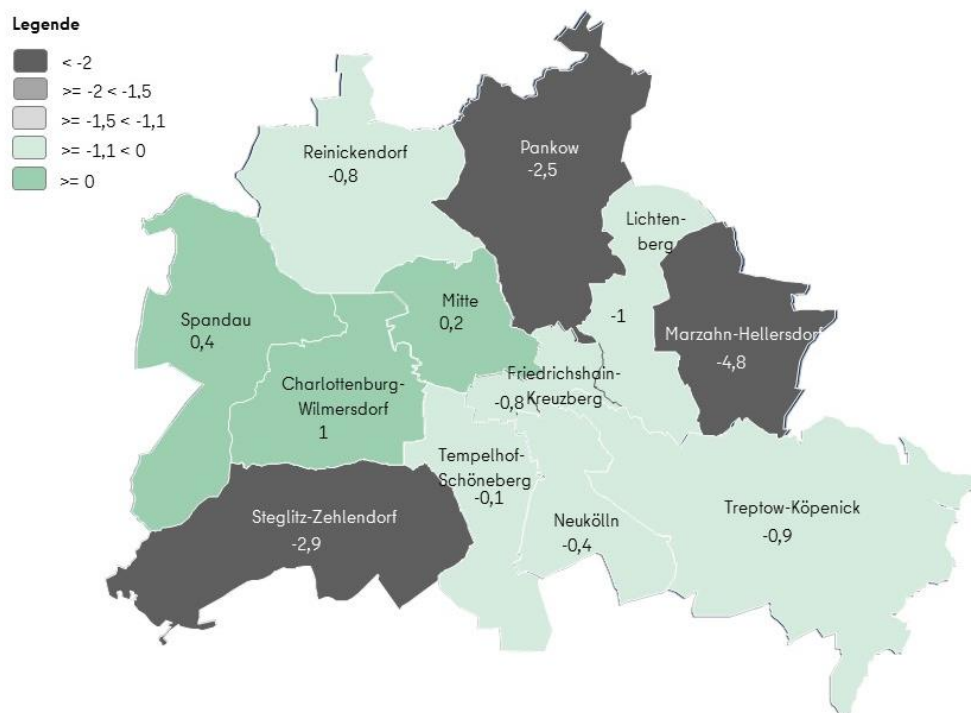 Legende
< -2
>= -2 < -1,5
>= -1,5 < -1,1
>= -1,1 < 0
>= 0
Reinickendorf
-0,8
Pankow
-2,5
Lichten-
berg
-1
Marzahn-Hellersdorf
-4,8
Spandau
0,4
Mitte
0,2
Charlottenburg-
Wilmersdorf
1
Friedrichshain-
Kreuzberg
-0,8
Tempelhof-
Schöneberg
-0,1
Steglitz-Zehlendorf
-2,9
Neukölln
-0,4
Treptow-Köpenick
-0,9